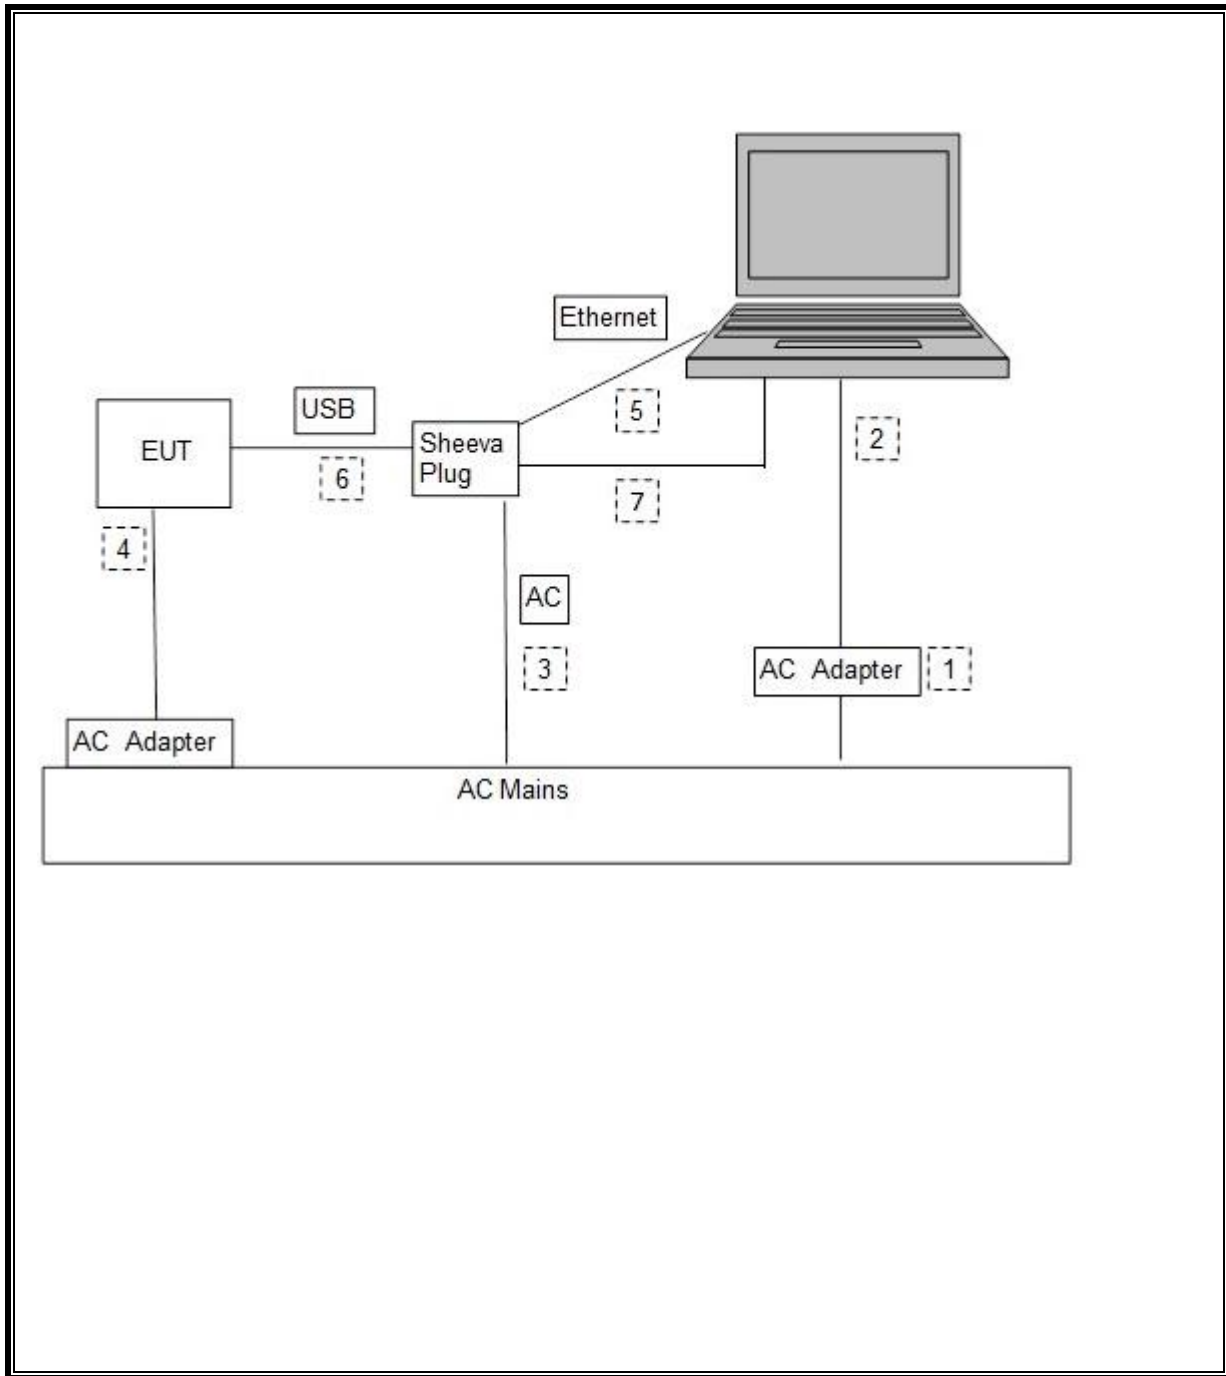 Ethernet
USB
5
2
EUT
Sheeva
Plug
6
7
4
AC
3
AC Adapter
1
AC Adapter
AC Mains